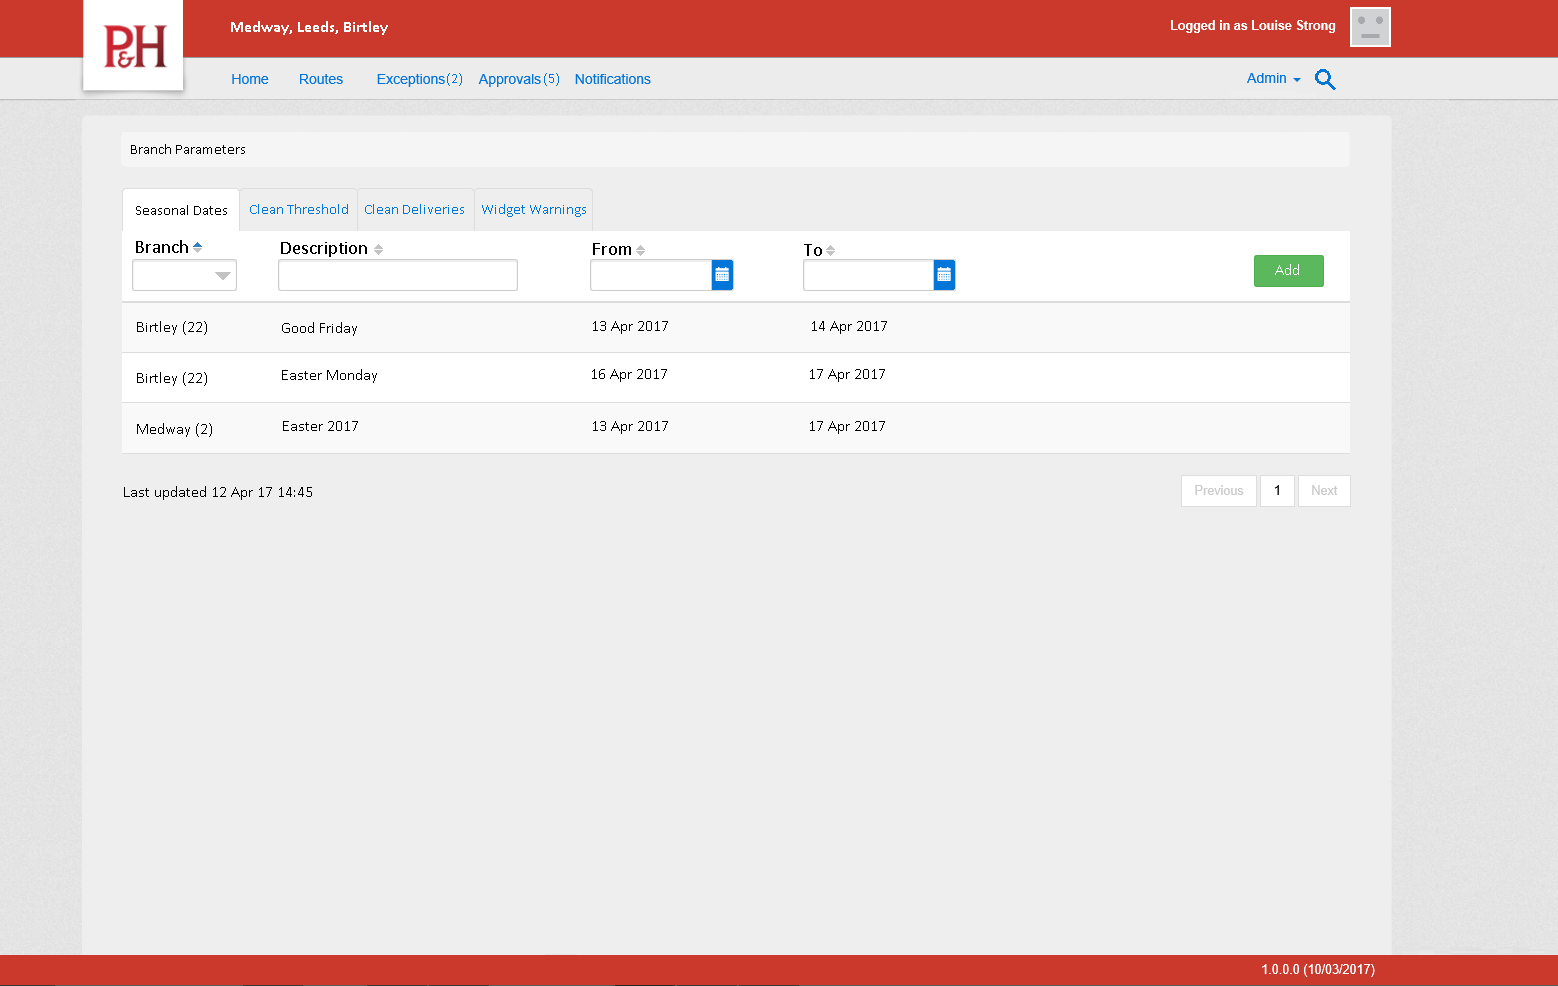 P&H
Medway, Leeds, Birtley
Logged in as Louise Strong
Home Routes Exceptions(2) Approvals(5) Notifications Admin
Branch Parameters
Seasonal Dates Clean Threshold Clean Deliveries Widget Warnings
Branch Description From To
Add
Birtley (22) Good Friday 13 Apr 2017 14 Apr 2017
Birtley (22) Easter Monday 16 Apr 2017 17 Apr 2017
Medway (2) Easter 2017 13 Apr 2017 17 Apr 2017
Last updated 12 Apr 17 14:45
Previous 1 Next
1.0.0.0 (10/03/2017)